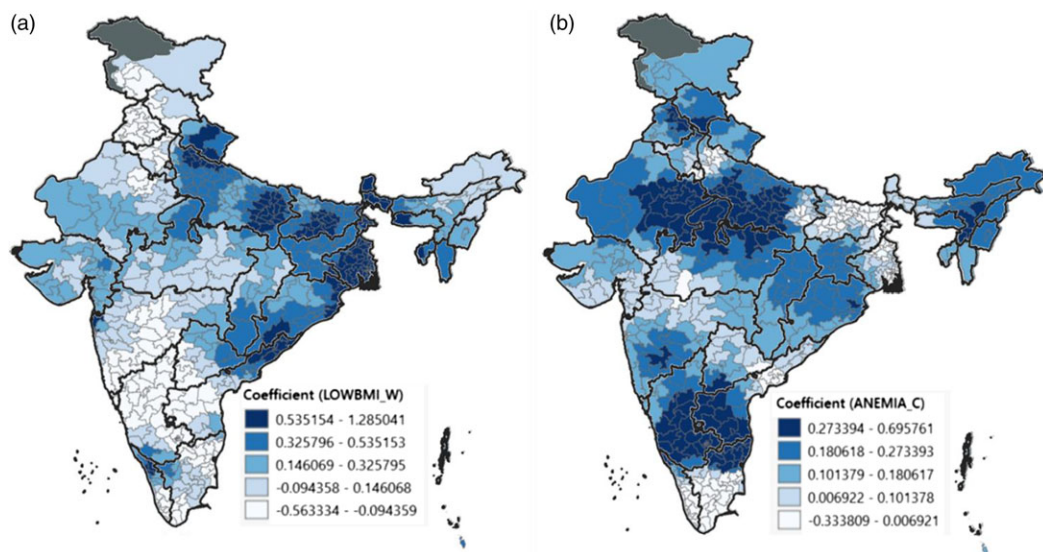 (a)
(b)
Coefficient (LOWBMI_W)
0.535154 - 1.285041
0.325796 - 0.535153
0.146069 - 0.325795
-0.094358 - 0.146068
-0.563334 - -0.094359
Coefficient (ANEMIA_C)
0.273394 - 0.695761
0.180618 - 0.273393
0.101379 - 0.180617
0.006922 - 0.101378
-0.333809 - 0.006921